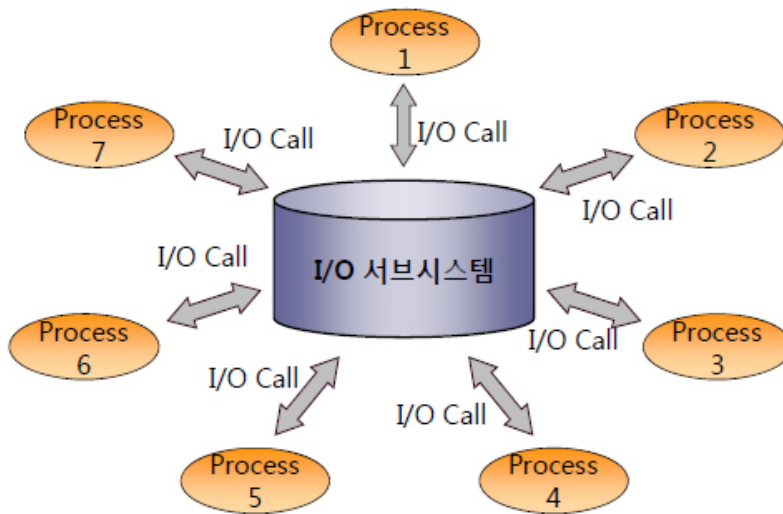 Process
1
Process
7
I/O Call
I/O Call
Process
2
I/O Call
I/O Call
I/O 서브시스템
Process
6
I/O Call
Process
3
I/O Call
I/O Call
Process
5
Process
4